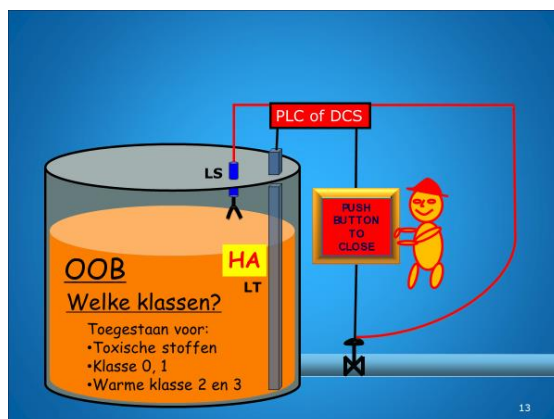 PLC of DCS
LS
PUSH
BUTTON
TO
CLOSE
HA
LT
OOB
Welke klassen?
Toegestaan voor:
•Toxische stoffen
•Klasse 0, 1
•Warme klasse 2 en 3
13